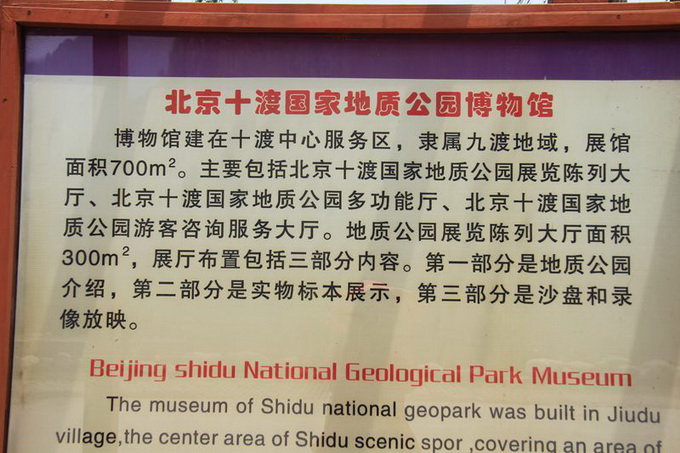 北京十渡国家地质公园博物馆
博物馆建在十渡中心服务区，隶属九渡地域，展馆
面积700m²。主要包括北京十渡国家地质公园展览陈列大
厅、北京十渡国家地质公园多功能厅、北京十渡国家地
质公园游客咨询服务大厅。地质公园展览陈列大厅面积
300m²，展厅布置包括三部分内容。第一部分是地质公园
介绍，第二部分是实物标本展示，第三部分是沙盘和录
像放映。
Beijing shidu National Geological Park Museum
The museum of Shidu national geopark was built in Jiudu
village,the center area of Shidu scenic spor ,covering an area of